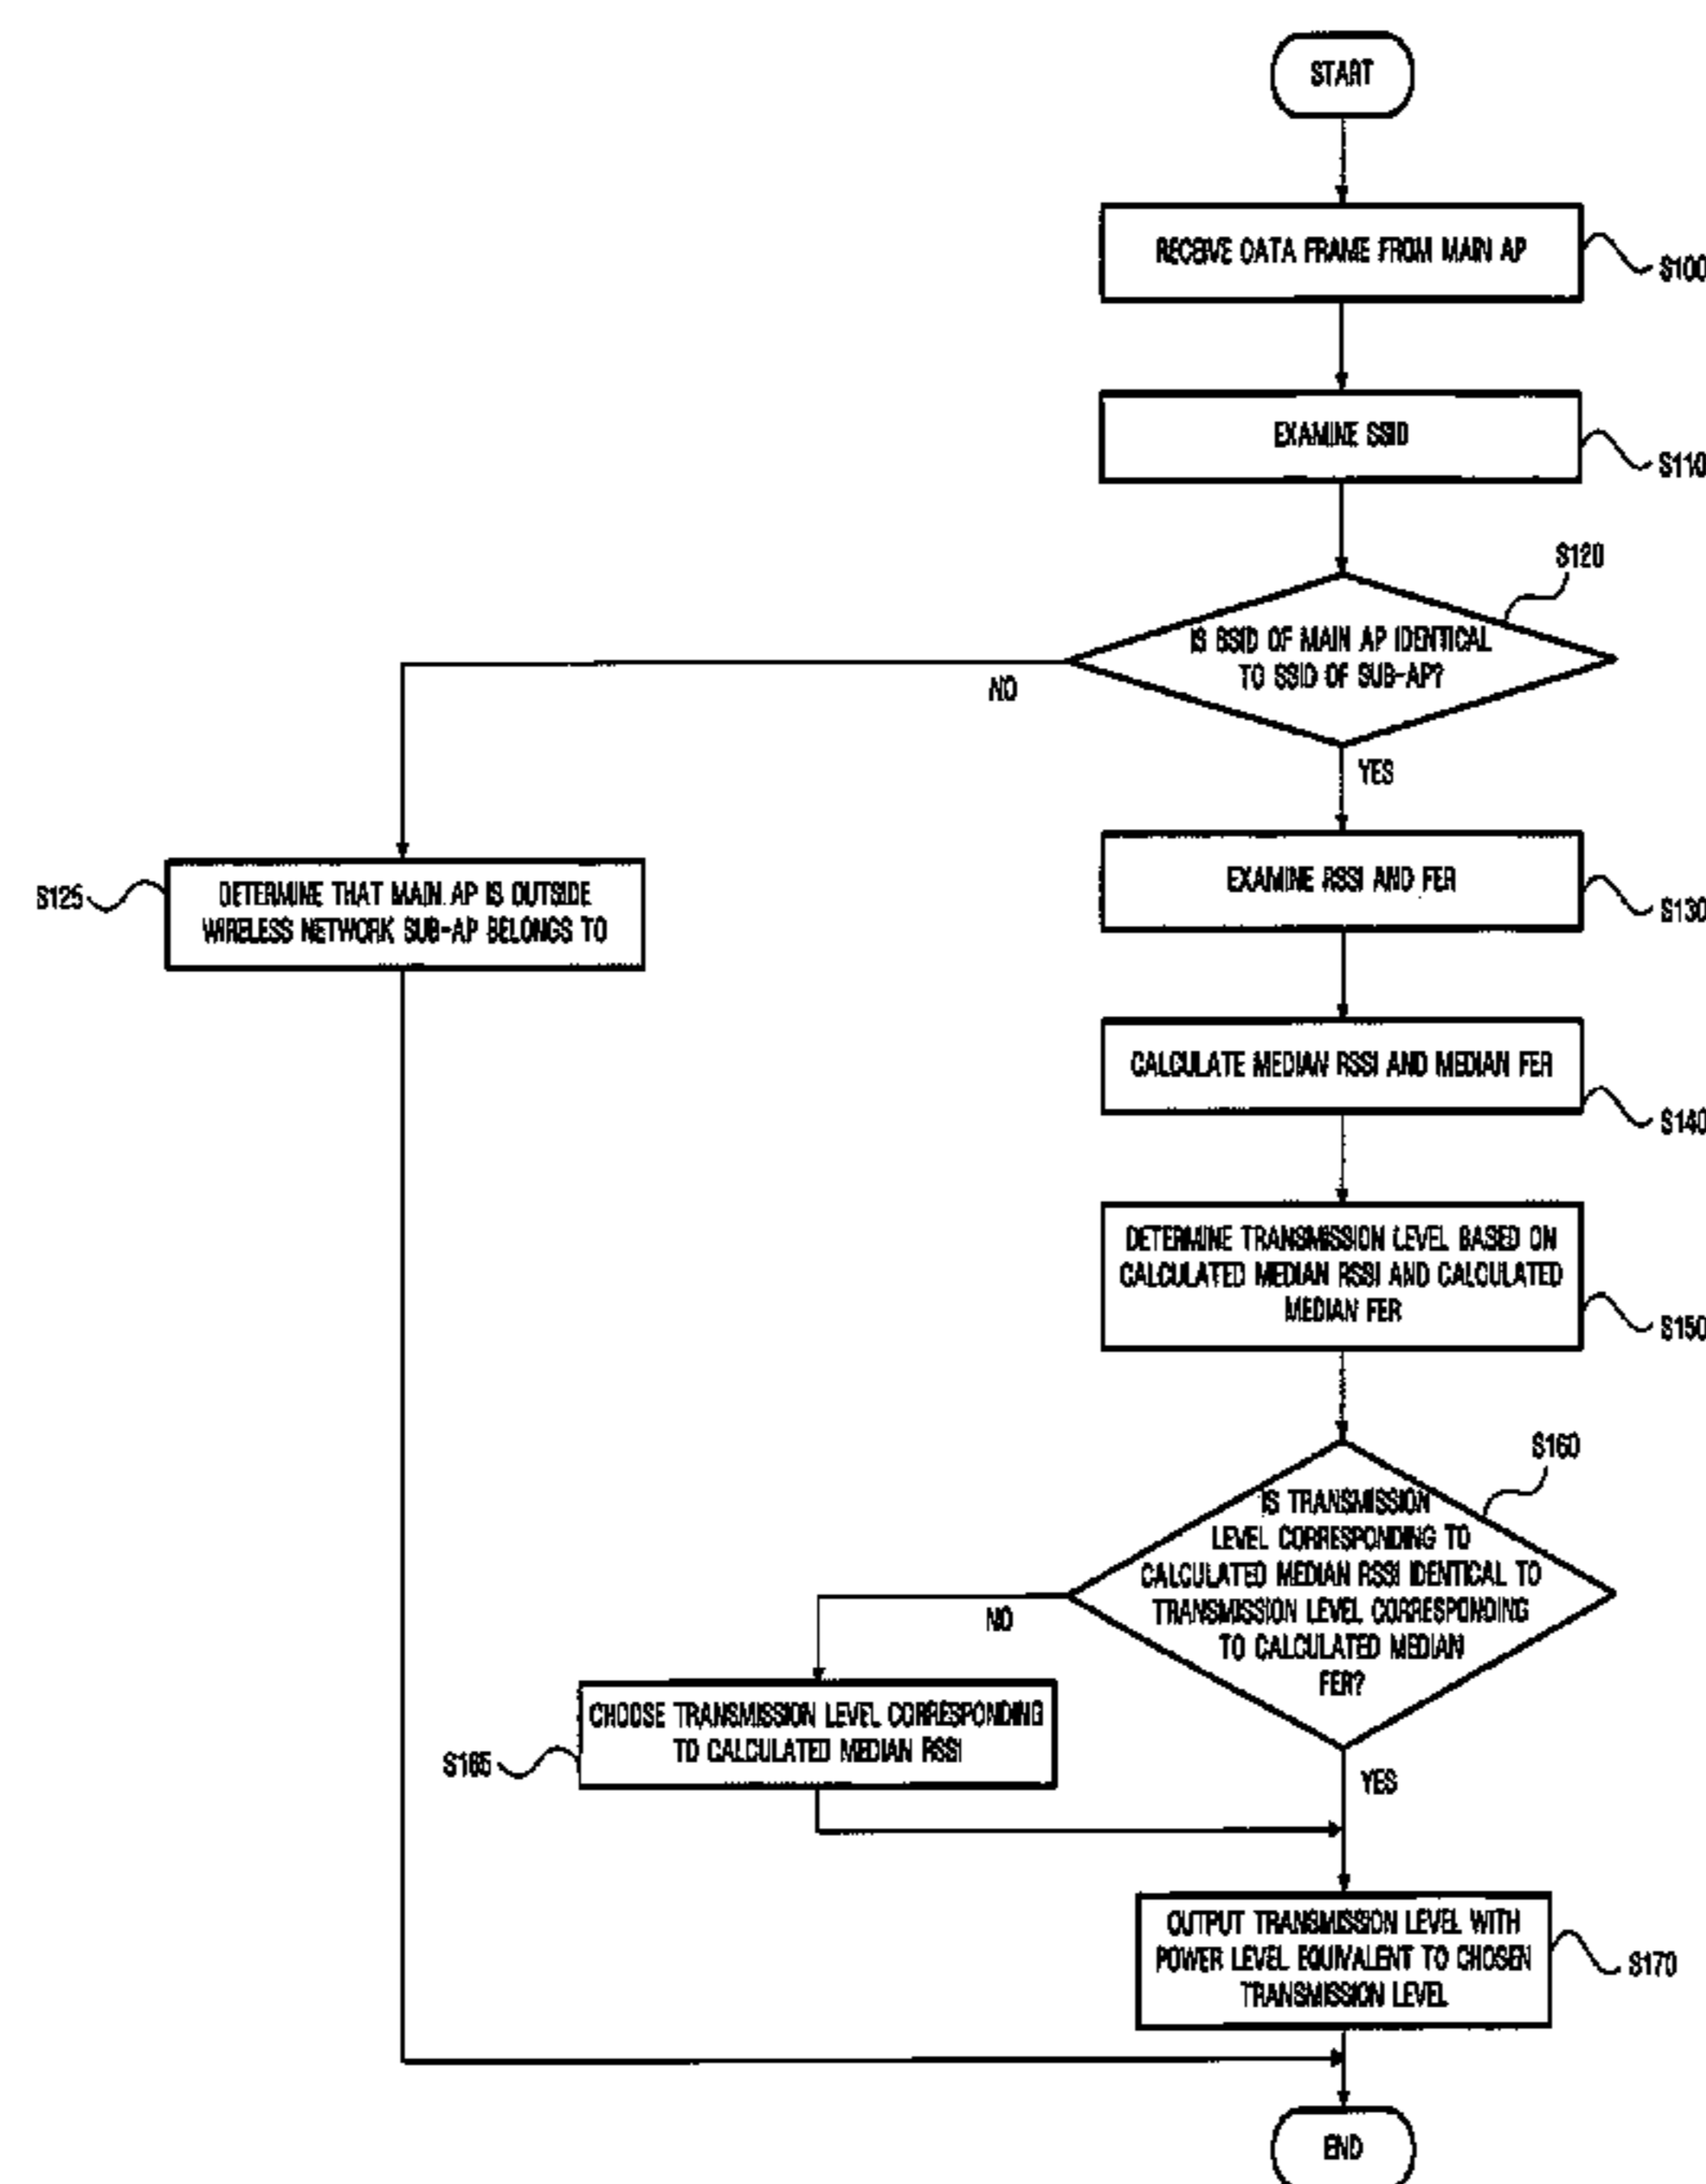 START
RECEIVE DATA FRAME FROM MAIN AP
S100
EXAMINE SSID
S110
S120
IS SSID OF MAIN AP IDENTICAL
TO SSID OF SUB-AP?
NO
YES
S125
DETERMINE THAT MAIN AP IS OUTSIDE
WIRELESS NETWORK SUB-AP BELONGS TO
EXAMINE RSSI AND FER
S130
CALCULATE MEDIAN RSSI AND MEDIAN FER
S140
DETERMINE TRANSMISSION LEVEL BASED ON
CALCULATED MEDIAN RSSI AND CALCULATED
MEDIAN FER
S150
S160
IS TRANSMISSION
LEVEL CORRESPONDING TO
CALCULATED MEDIAN RSSI IDENTICAL TO
TRANSMISSION LEVEL CORRESPONDING
TO CALCULATED MEDIAN
FER?
NO
YES
CHOOSE TRANSMISSION LEVEL CORRESPONDING
TO CALCULATED MEDIAN RSSI
S165
OUTPUT TRANSMISSION LEVEL WITH
POWER LEVEL EQUIVALENT TO CHOSEN
TRANSMISSION LEVEL
S170
END